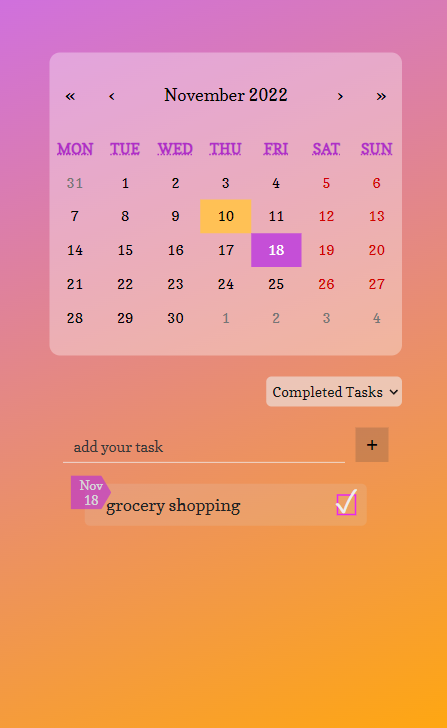 « ‹ November 2022 › »
MON TUE WED THU FRI SAT SUN
31 1 2 3 4 5 6
7 8 9 10 11 12 13
14 15 16 17 18 19 20
21 22 23 24 25 26 27
28 29 30 1 2 3 4
Completed Tasks
add your task +
Nov
18
grocery shopping